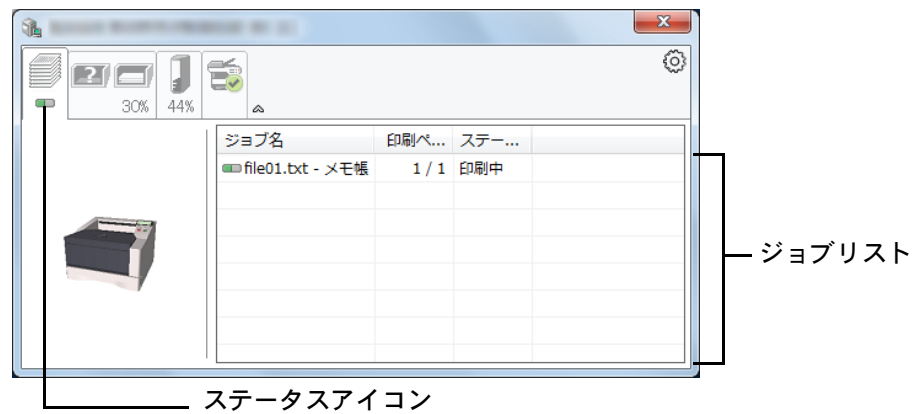 30% 44%
ジョブ名 印刷ペ... ステー...
file01.txt - メモ帳 1 / 1 印刷中
ジョブリスト
ステータスアイコン